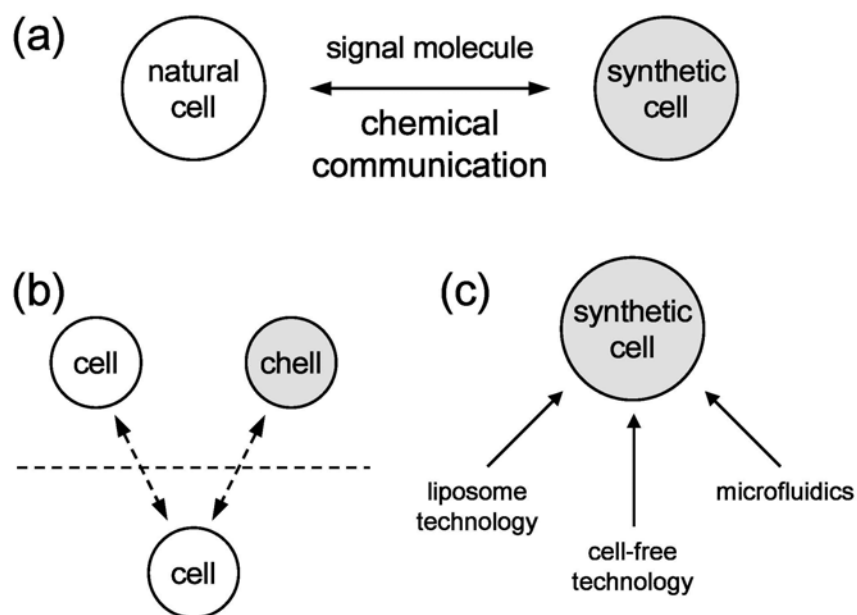 (a)
natural
cell
signal molecule
chemical
communication
synthetic
cell
(b)
cell
chell
cell
(c)
synthetic
cell
liposome
technology
cell-free
technology
microfluidics